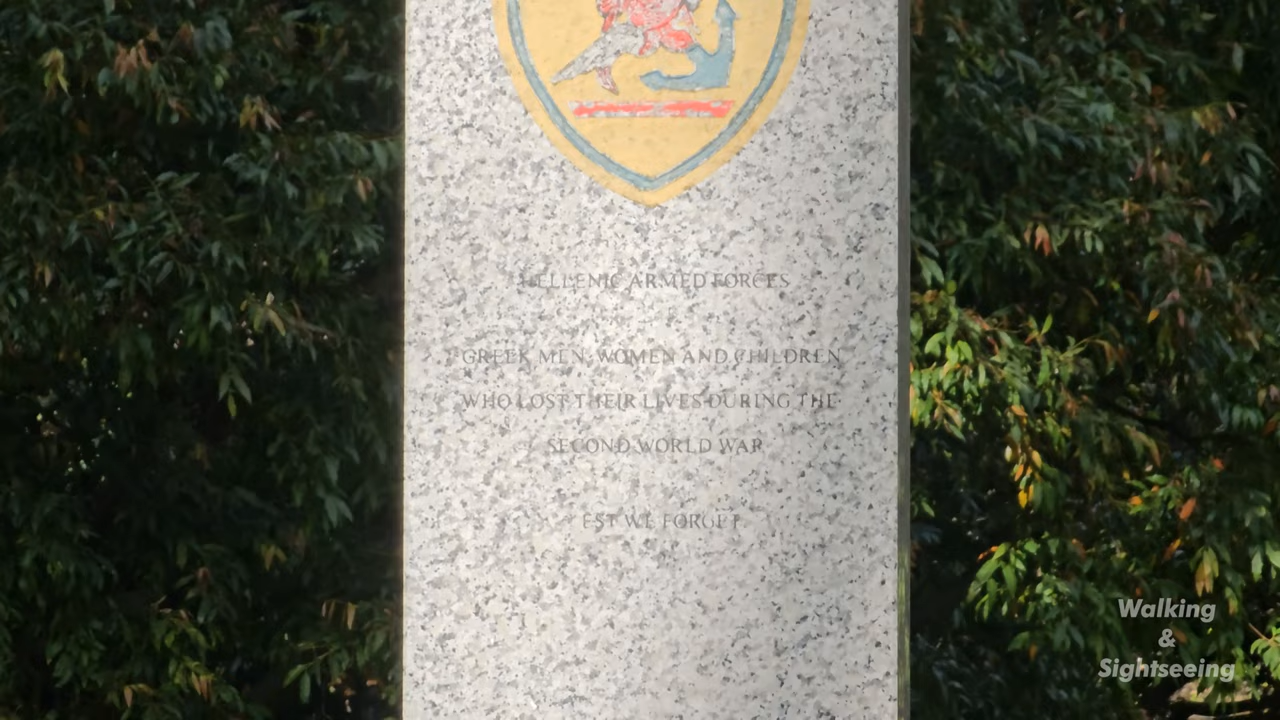 HELLENIC ARMED FORCES
GREEK MEN, WOMEN AND CHILDREN
WHO LOST THEIR LIVES DURING THE
SECOND WORLD WAR
LEST WE FORGET
Walking
&
Sightseeing